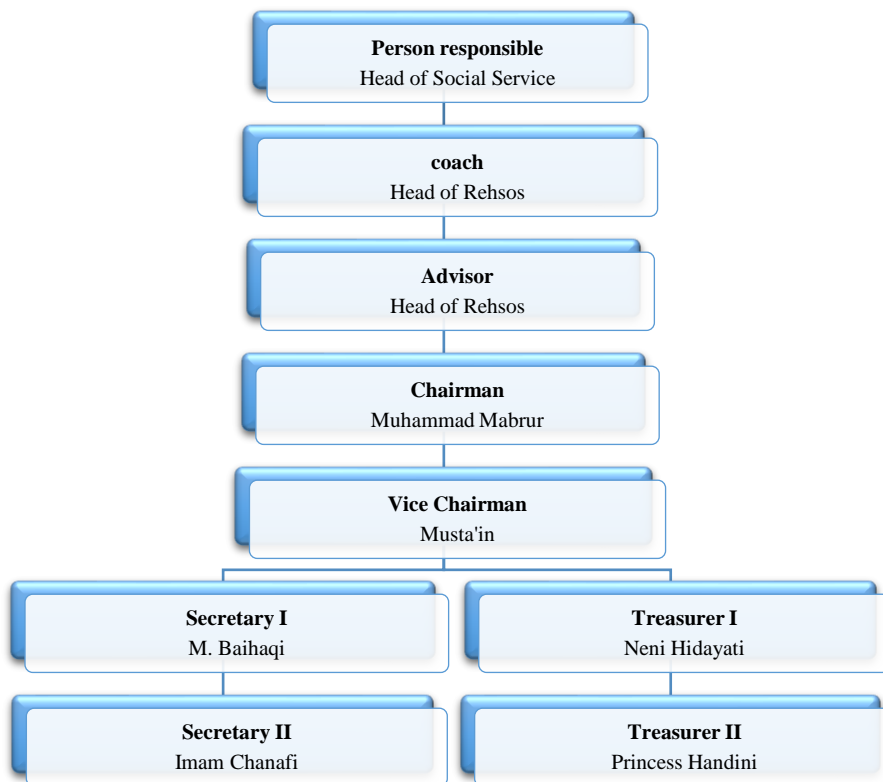 Person responsible
Head of Social Service
coach
Head of Rehsos
Advisor
Head of Rehsos
Chairman
Muhammad Mabrur
Vice Chairman
Musta'in
Secretary I
M. Baihaqi
Treasurer I
Neni Hidayati
Secretary II
Imam Chanafi
Treasurer II
Princess Handini